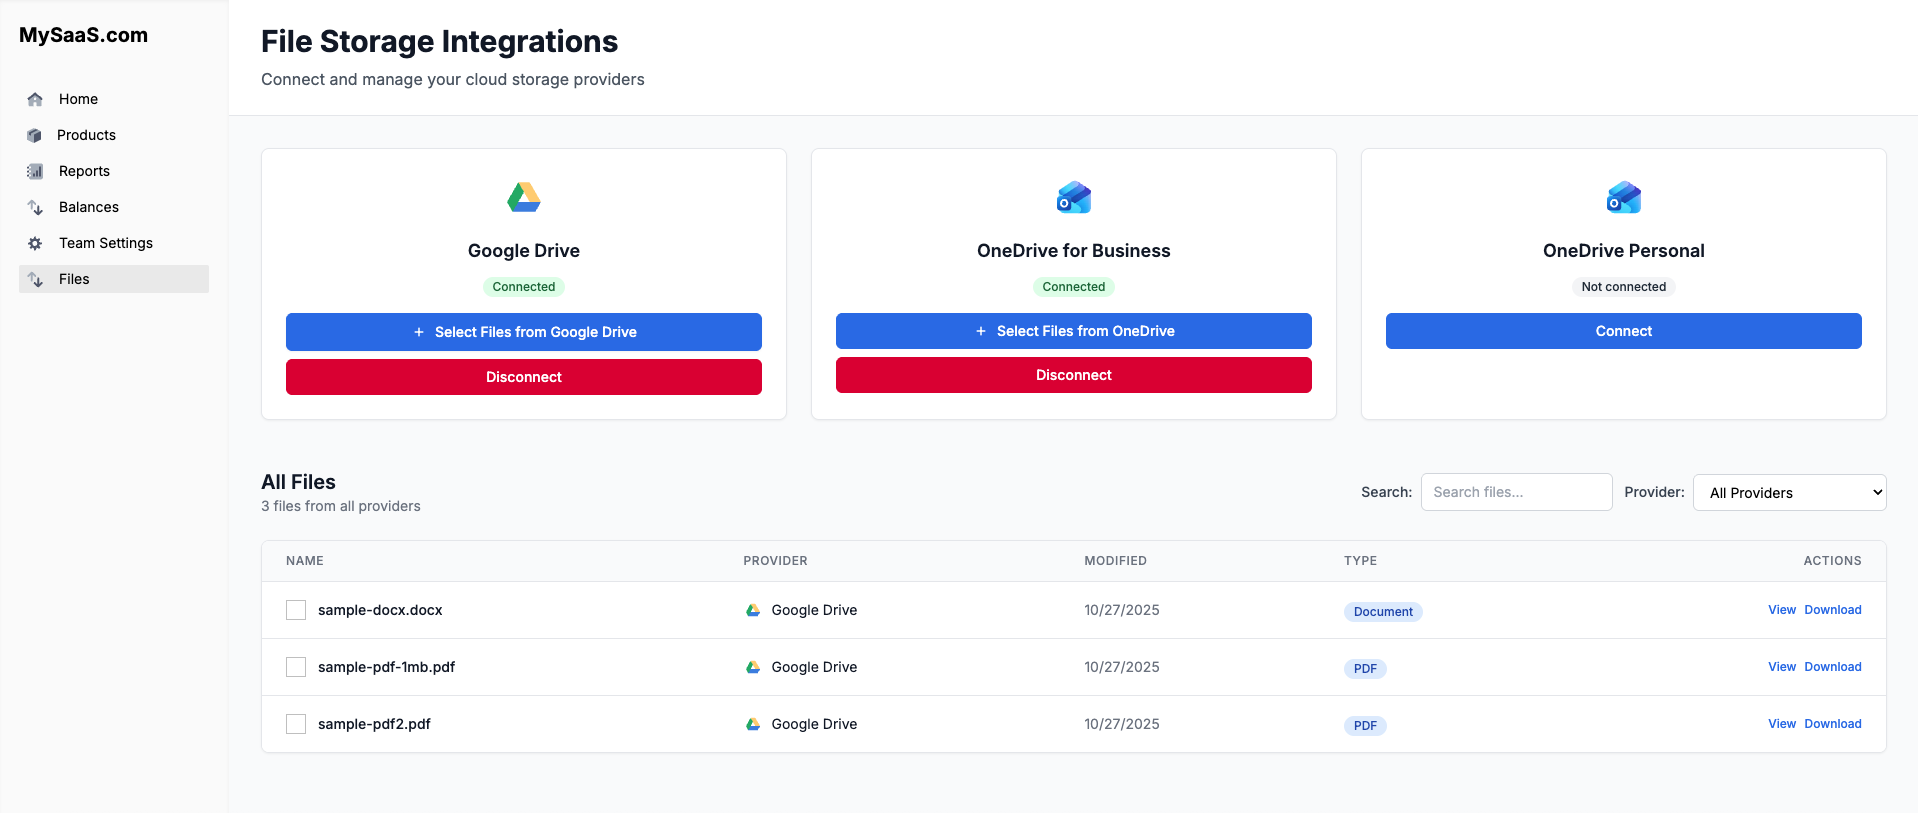 MySaaS.com
Home
Products
Reports
Balances
Team Settings
Files
File Storage Integrations
Connect and manage your cloud storage providers
Google Drive
Connected
+ Select Files from Google Drive
Disconnect
OneDrive for Business
Connected
+ Select Files from OneDrive
Disconnect
OneDrive Personal
Not connected
Connect
All Files
3 files from all providers
Search: Search files... Provider: All Providers
NAME PROVIDER MODIFIED TYPE ACTIONS
sample-docx.docx Google Drive 10/27/2025 Document View Download
sample-pdf-1mb.pdf Google Drive 10/27/2025 PDF View Download
sample-pdf2.pdf Google Drive 10/27/2025 PDF View Download